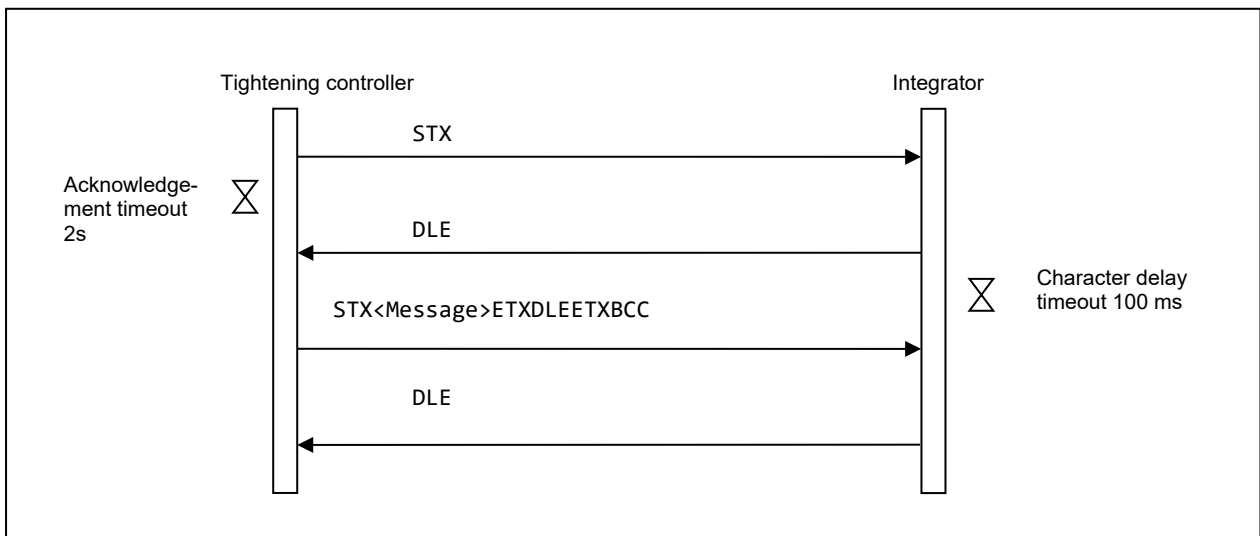 Tightening controller
Integrator
STX
Acknowledge-
ment timeout
2s
DLE
Character delay
timeout 100 ms
STX<Message>ETXDLEETXBCC
DLE